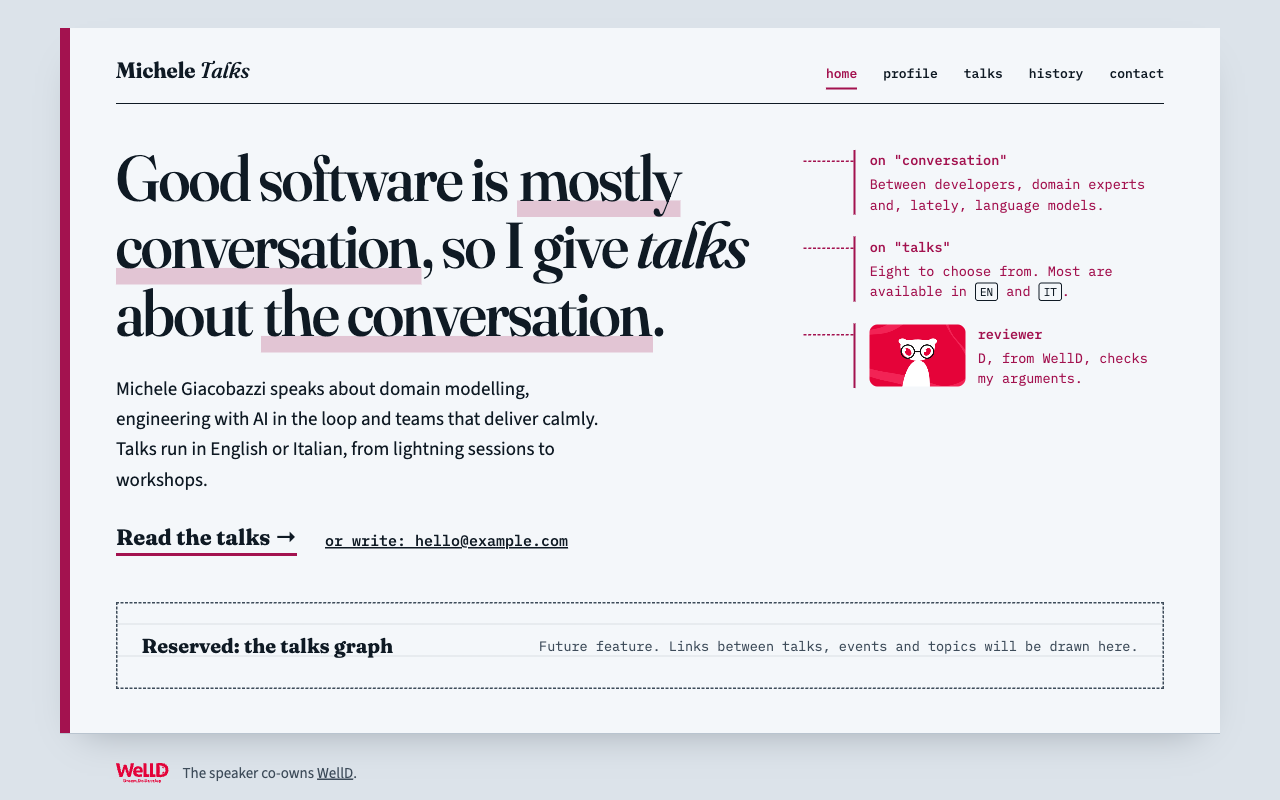 Michele Talks
home profile talks history contact
Good software is mostly
conversation, so I give talks
about the conversation.
Michele Giacobazzi speaks about domain modelling,
engineering with AI in the loop and teams that deliver calmly.
Talks run in English or Italian, from lightning sessions to
workshops.
Read the talks →
or write: hello@example.com
on "conversation"
Between developers, domain experts
and, lately, language models.
on "talks"
Eight to choose from. Most are
available in EN and IT.
reviewer
D, from WellD, checks
my arguments.
Reserved: the talks graph
Future feature. Links between talks, events and topics will be drawn here.
WellD
The speaker co-owns WellD.